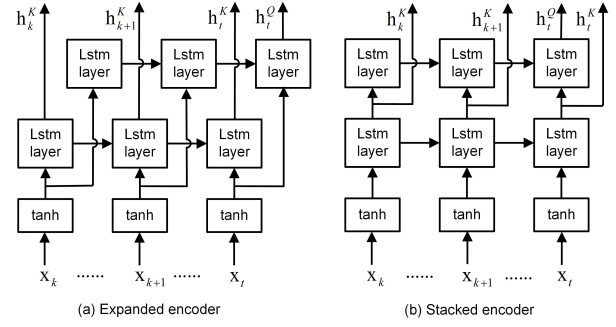 h_k^K h_{k+1}^K h_t^K h_t^Q
Lstm layer Lstm layer Lstm layer
Lstm layer Lstm layer Lstm layer
tanh tanh tanh
x_k ...... x_{k+1} ...... x_t
(a) Expanded encoder
h_k^K h_{k+1}^K h_t^Q h_t^K
Lstm layer Lstm layer Lstm layer
Lstm layer Lstm layer Lstm layer
tanh tanh tanh
x_k ...... x_{k+1} ...... x_t
(b) Stacked encoder